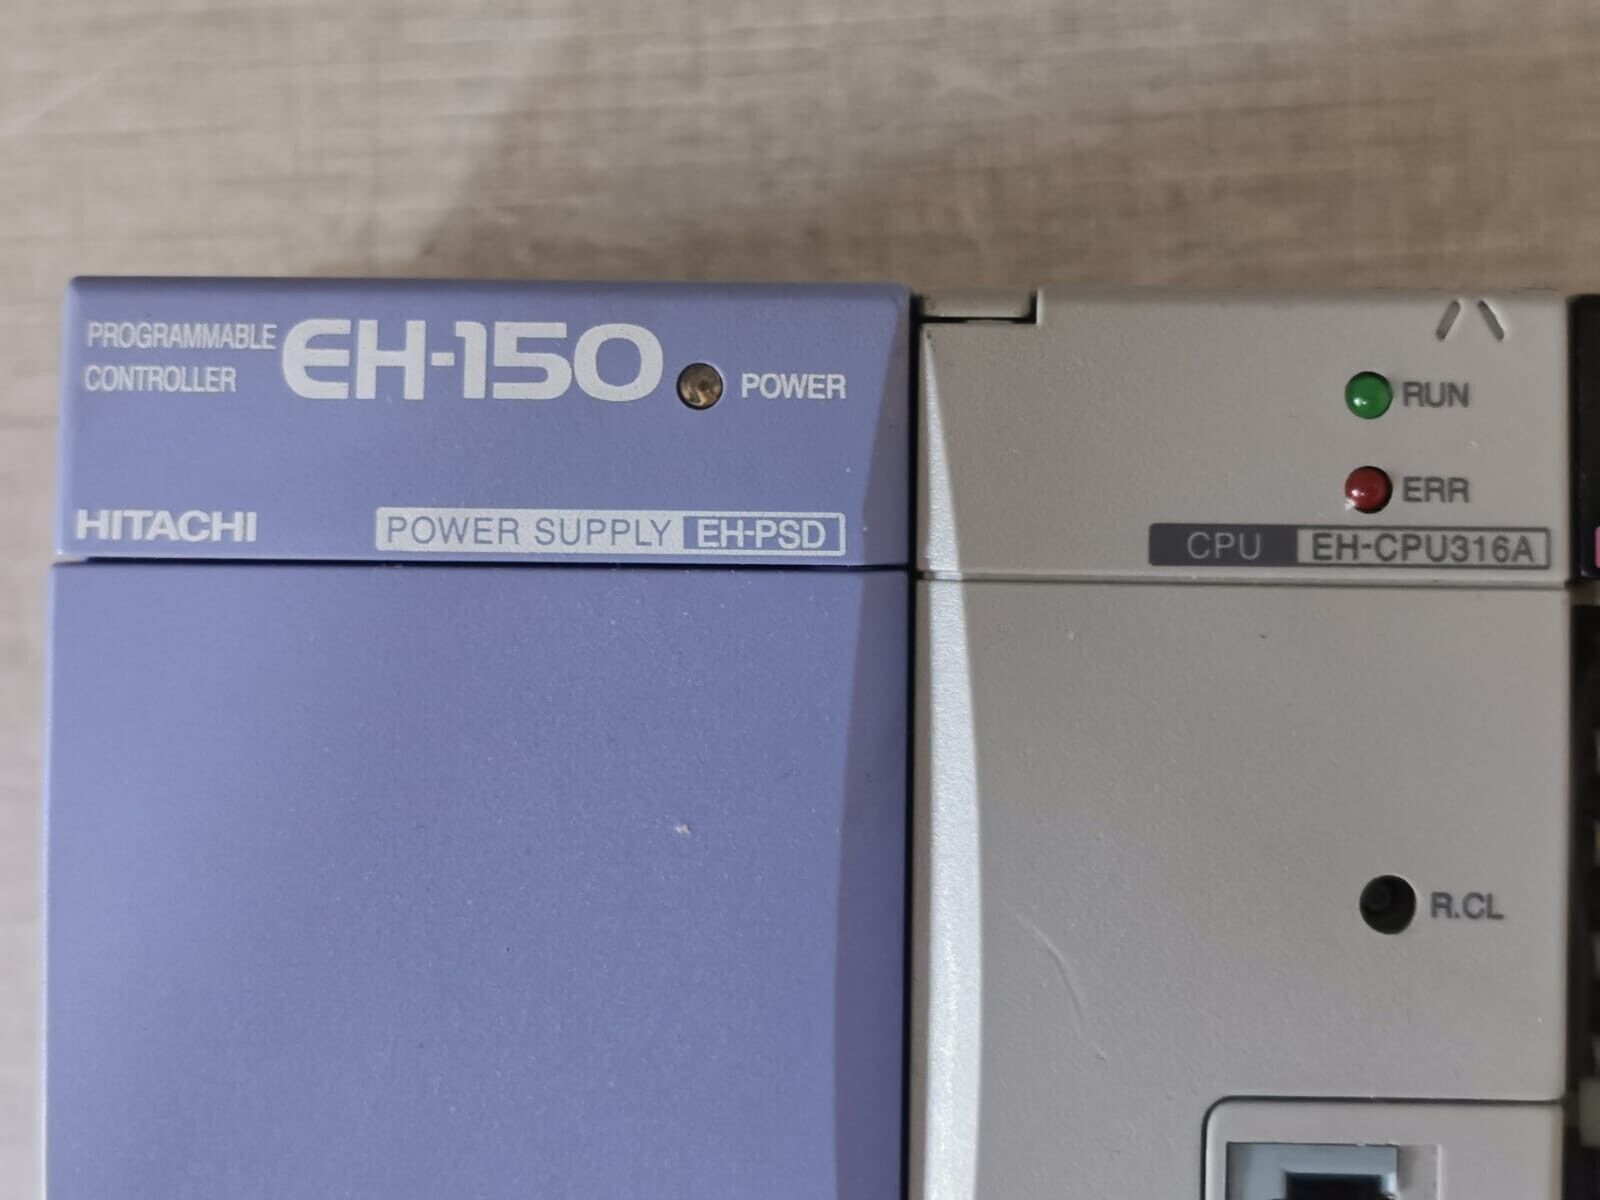 PROGRAMMABLE
CONTROLLER
EH-150
POWER
HITACHI
POWER SUPPLY EH-PSD
RUN
ERR
CPU EH-CPU316A
R.CL